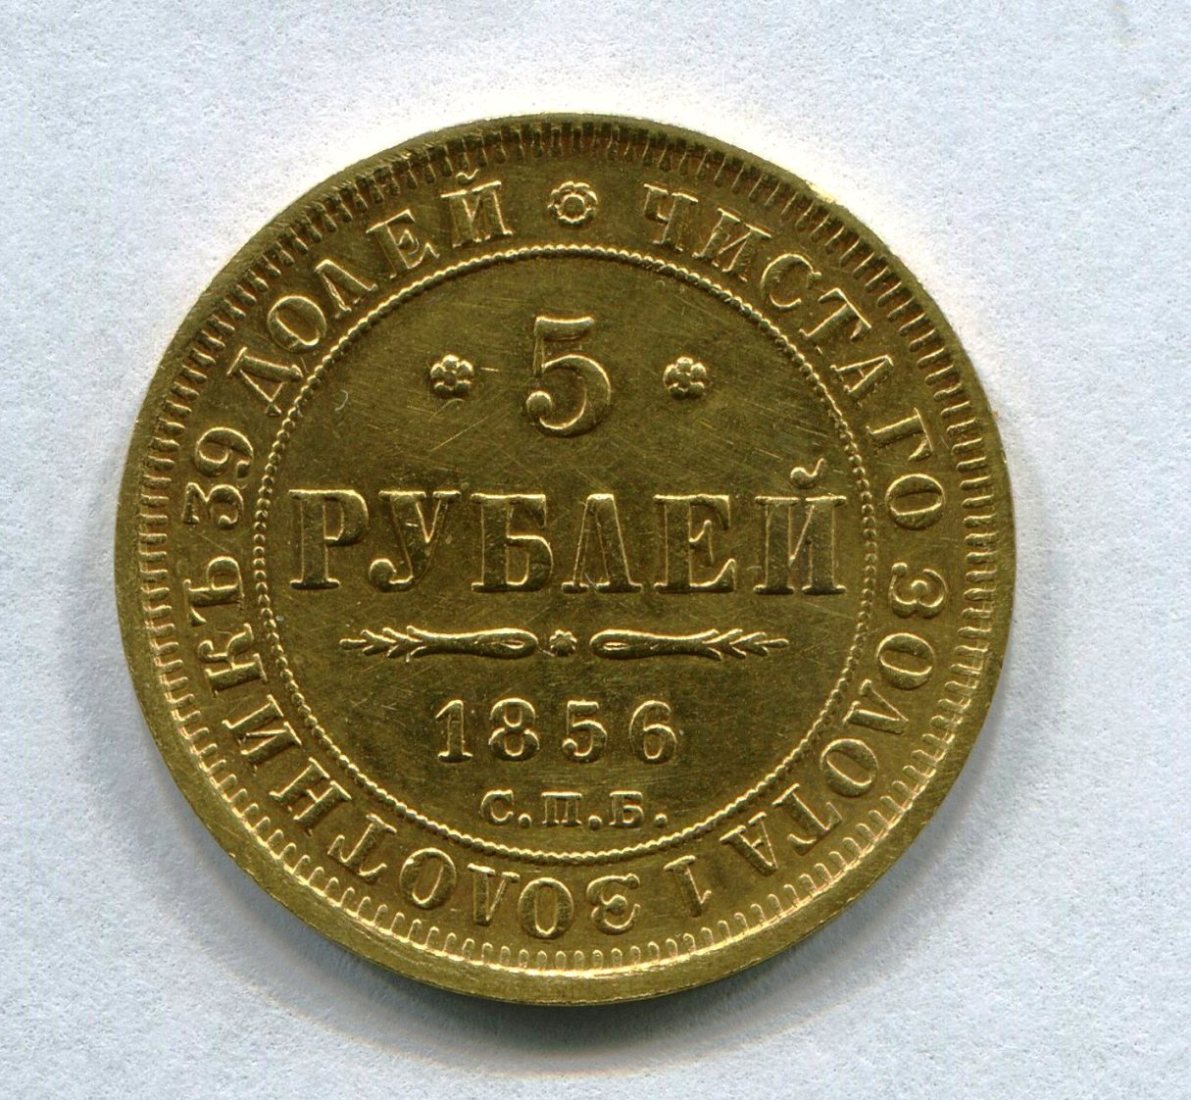 ЧИСТАГО ЗОЛОТА 1 ЗОЛОТНИКЪ 39 ДОЛЕЙ
5
РУБЛЕЙ
1856
С.П.Б.